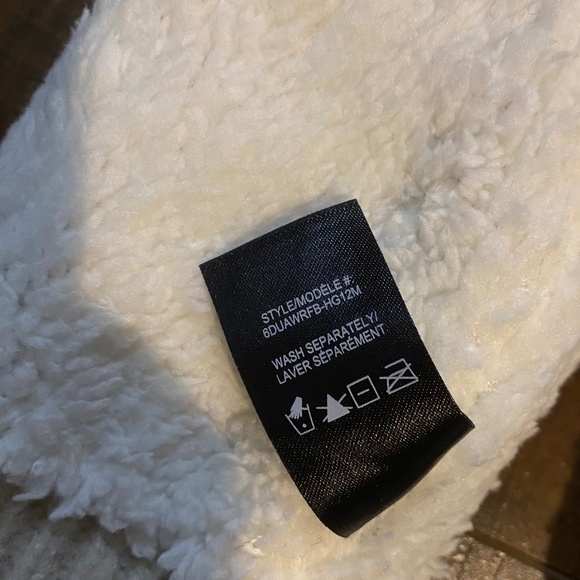 STYLE/MODÈLE #:
6DUAWRFB-HG12M
WASH SEPARATELY/
LAVER SÉPARÉMENT